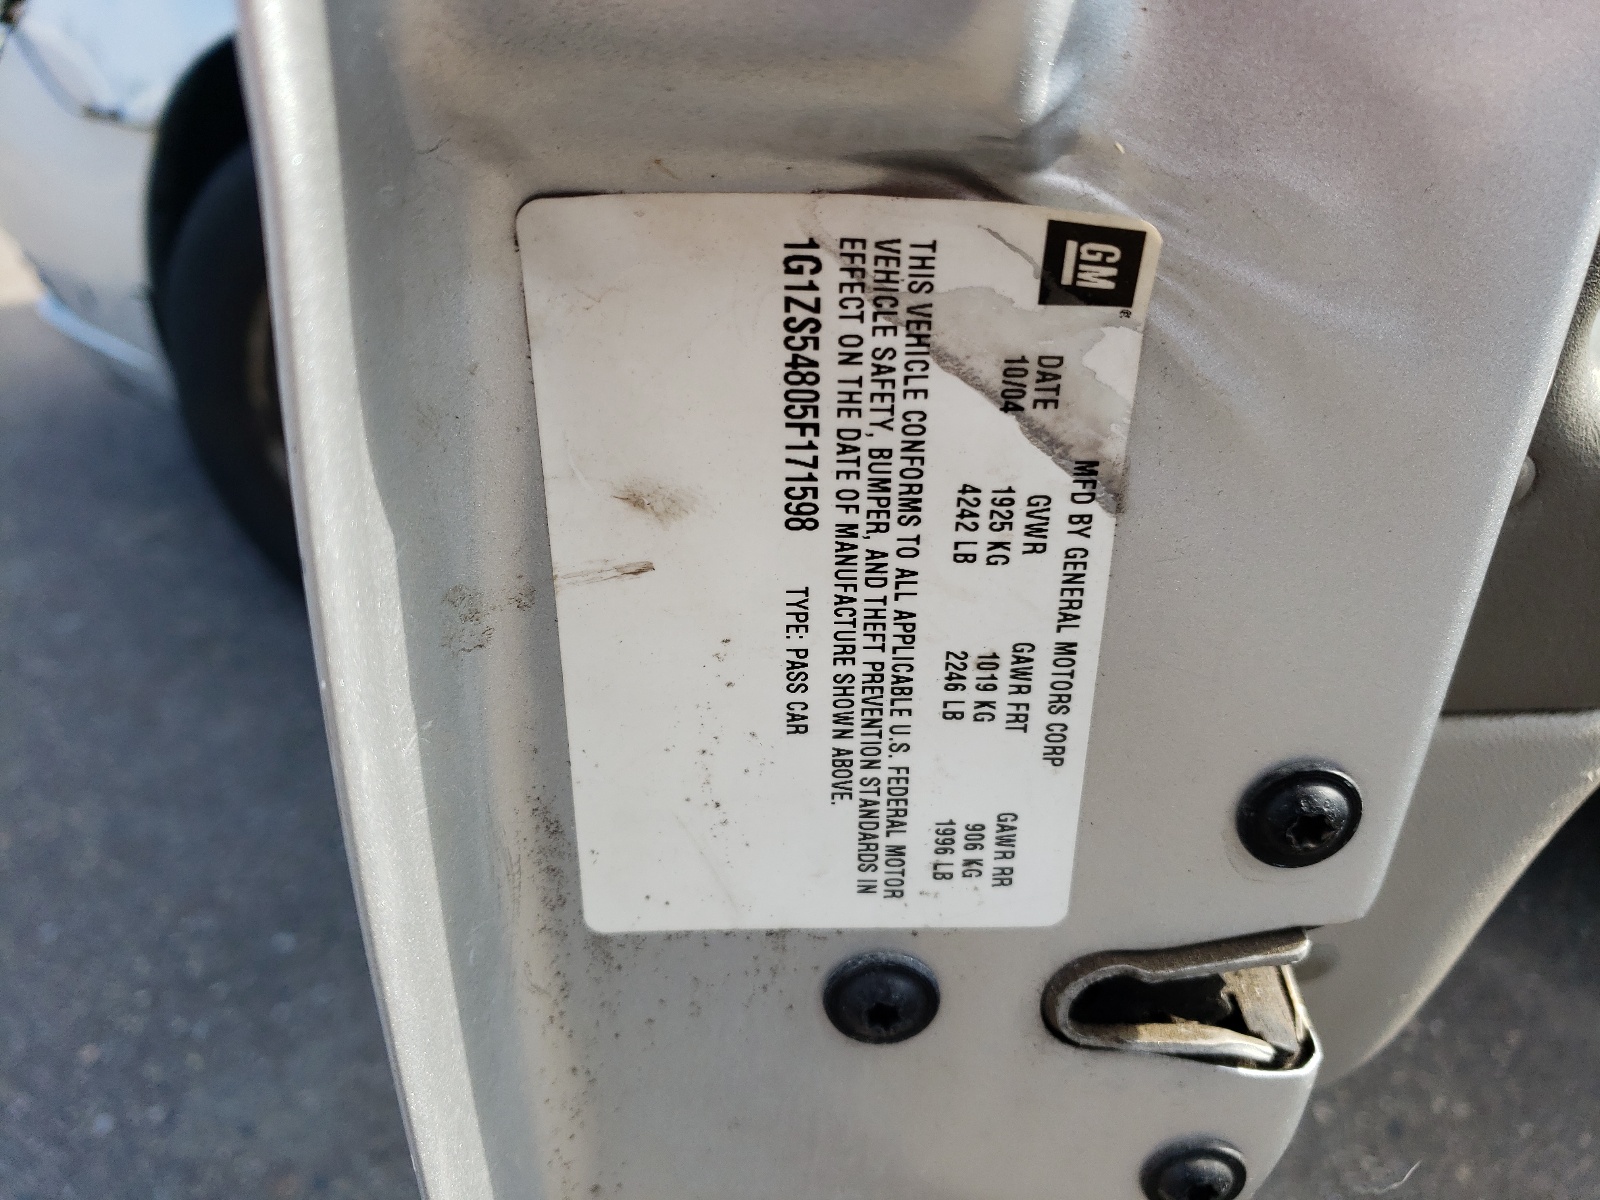 GM®
MFD BY GENERAL MOTORS CORP
DATE GVWR GAWR FRT GAWR RR
10/04 1925 KG 1019 KG 906 KG
4242 LB 2246 LB 1996 LB
THIS VEHICLE CONFORMS TO ALL APPLICABLE U.S. FEDERAL MOTOR
VEHICLE SAFETY, BUMPER, AND THEFT PREVENTION STANDARDS IN
EFFECT ON THE DATE OF MANUFACTURE SHOWN ABOVE.
1G1ZS54805F171598 TYPE: PASS CAR